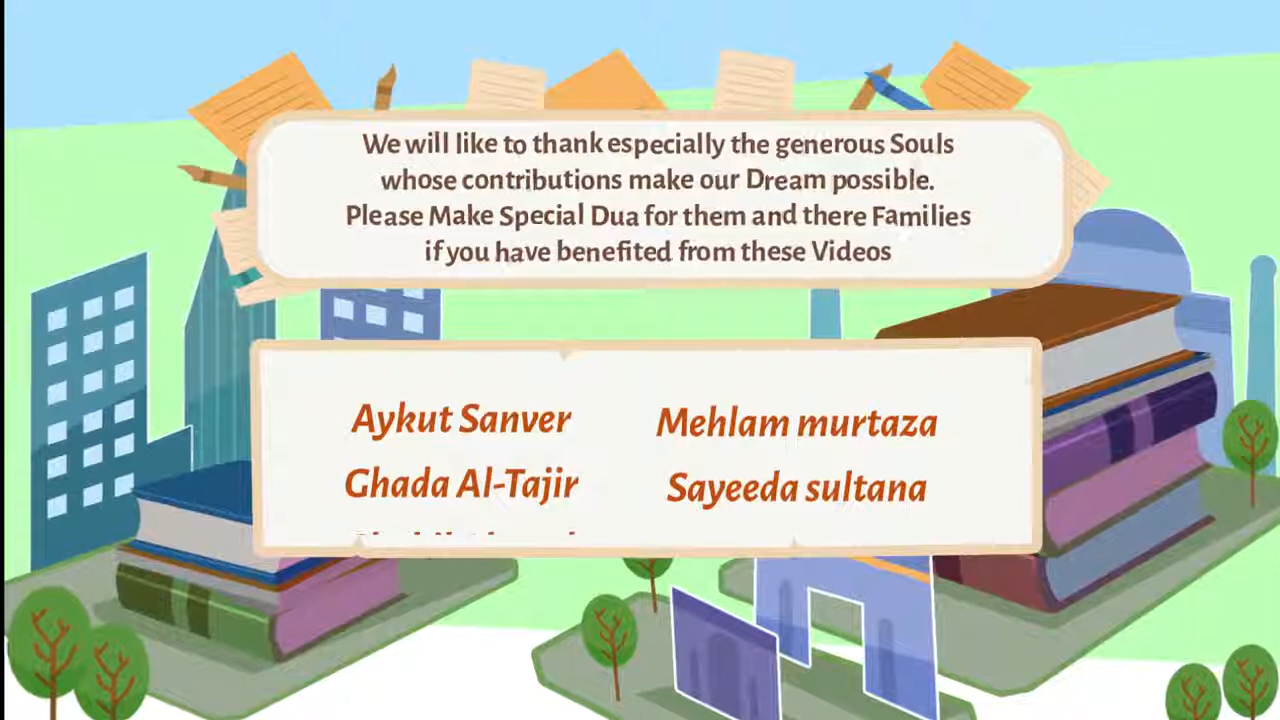 We will like to thank especially the generous Souls
whose contributions make our Dream possible.
Please Make Special Dua for them and there Families
if you have benefited from these Videos
Aykut Sanver
Mehlam murtaza
Ghada Al-Tajir
Sayeeda sultana